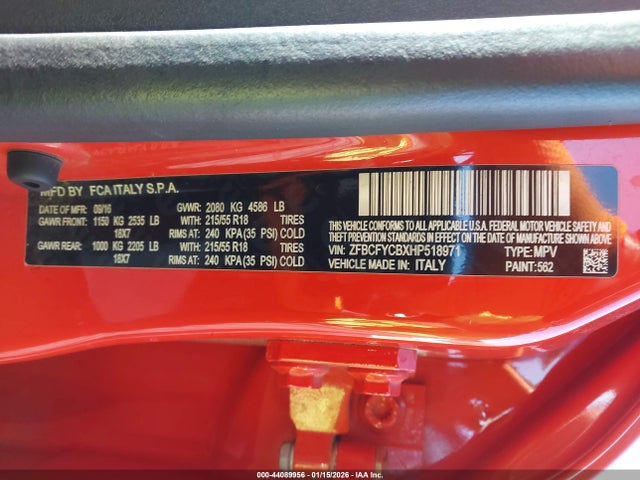 MFD BY FCA ITALY S.P.A.
DATE OF MFR: 09/16 GVWR: 2080 KG 4586 LB
GAWR FRONT: 1150 KG 2535 LB WITH: 215/55 R18 TIRES
18X7 RIMS AT: 240 KPA(35 PSI) COLD
GAWR REAR: 1000 KG 2205 LB WITH: 215/55 R18 TIRES
18X7 RIMS AT: 240 KPA(35 PSI) COLD
THIS VEHICLE CONFORMS TO ALL APPLICABLE U.S.A. FEDERAL MOTOR VEHICLE SAFETY
AND THEFT STANDARDS IN EFFECT ON THE DATE OF MANUFACTURE SHOWN ABOVE.
VIN: ZFBCFYCBXHP518971 TYPE: MPV
VEHICLE MADE IN: ITALY PAINT: 562
000-44089956 - 01/15/2026 - IAAI.COM